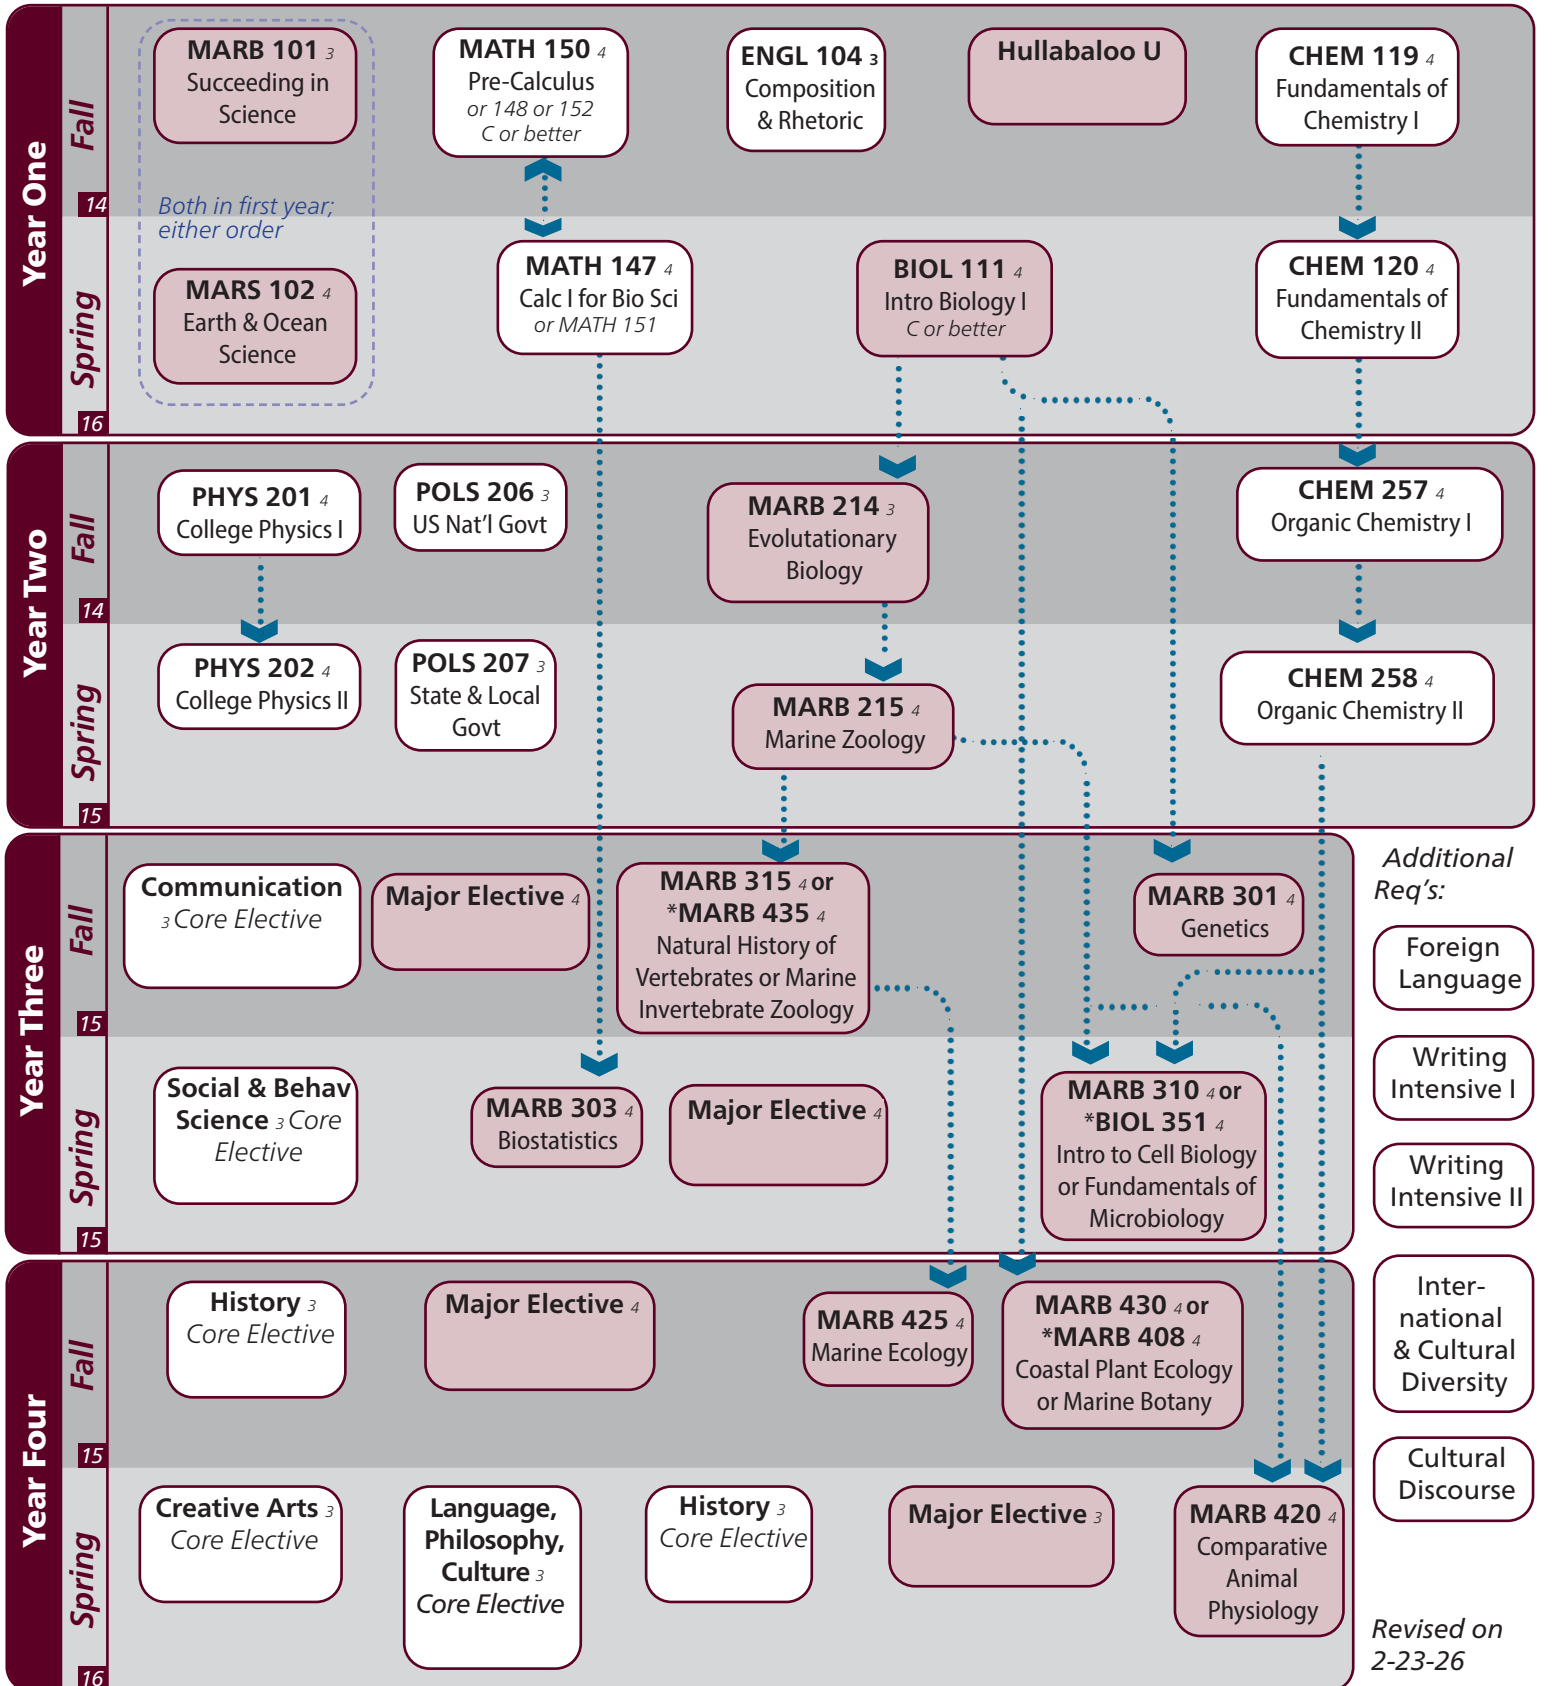 Year One
Fall
14
MARB 101 3
Succeeding in
Science
MATH 150 4
Pre-Calculus
or 148 or 152
C or better
ENGL 104 3
Composition
& Rhetoric
Hullabaloo U
CHEM 119 4
Fundamentals of
Chemistry I
Both in first year;
either order
Spring
16
MARS 102 4
Earth & Ocean
Science
MATH 147 4
Calc I for Bio Sci
or MATH 151
BIOL 111 4
Intro Biology I
C or better
CHEM 120 4
Fundamentals of
Chemistry II
Year Two
Fall
14
PHYS 201 4
College Physics I
POLS 206 3
US Nat'l Govt
MARB 214 3
Evolutationary
Biology
CHEM 257 4
Organic Chemistry I
Spring
15
PHYS 202 4
College Physics II
POLS 207 3
State & Local
Govt
MARB 215 4
Marine Zoology
CHEM 258 4
Organic Chemistry II
Year Three
Fall
15
Communication
3 Core Elective
Major Elective 4
MARB 315 4 or
*MARB 435 4
Natural History of
Vertebrates or Marine
Invertebrate Zoology
MARB 301 4
Genetics
Spring
15
Social & Behav
Science 3 Core
Elective
MARB 303 4
Biostatistics
Major Elective 4
MARB 310 4 or
*BIOL 351 4
Intro to Cell Biology
or Fundamentals of
Microbiology
Year Four
Fall
15
History 3
Core Elective
Major Elective 4
MARB 425 4
Marine Ecology
MARB 430 4 or
*MARB 408 4
Coastal Plant Ecology
or Marine Botany
Spring
16
Creative Arts 3
Core Elective
Language,
Philosophy,
Culture 3
Core Elective
History 3
Core Elective
Major Elective 3
MARB 420 4
Comparative
Animal
Physiology
Additional
Req's:
Foreign
Language
Writing
Intensive I
Writing
Intensive II
Inter-
national
& Cultural
Diversity
Cultural
Discourse
Revised on
2-23-26